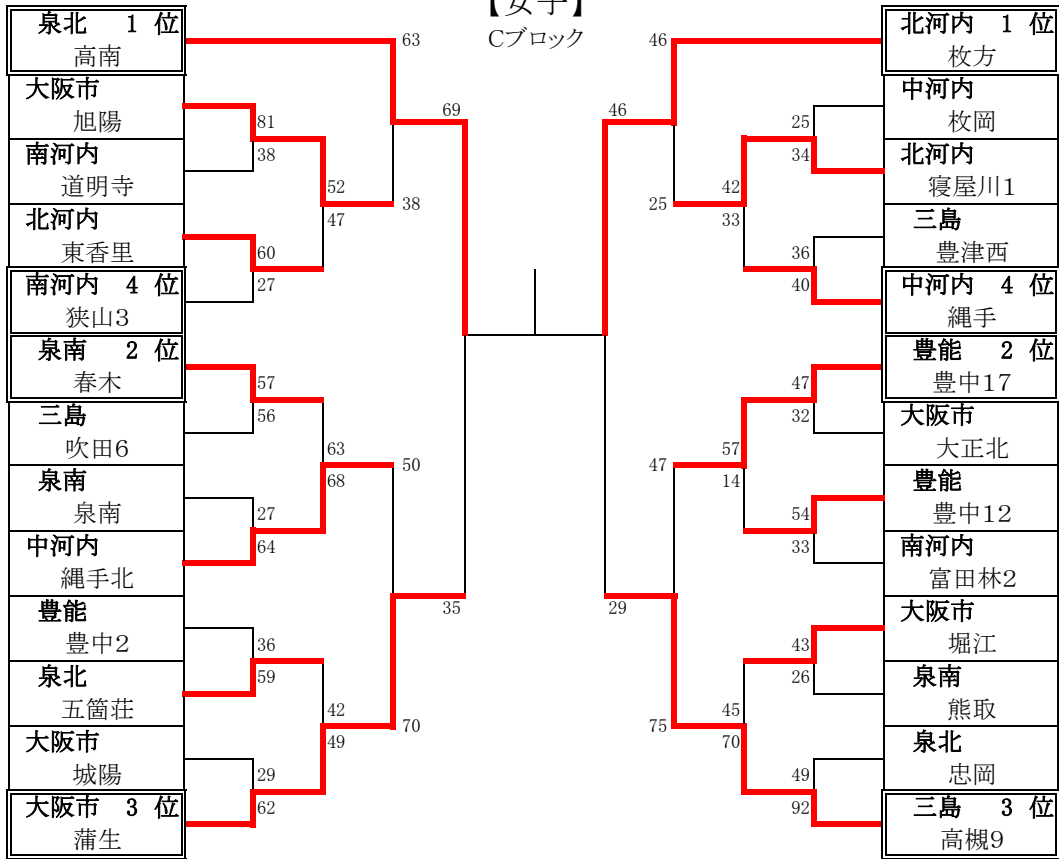 【女子】
Cブロック
泉北 1 位
高南
大阪市
旭陽
南河内
道明寺
北河内
東香里
南河内 4 位
狭山3
泉南 2 位
春木
三島
吹田6
泉南
泉南
中河内
縄手北
豊能
豊中2
泉北
五箇荘
大阪市
城陽
大阪市 3 位
蒲生
81
38
60
27
57
56
27
64
36
59
29
62
52
47
63
68
42
49
63
38
50
70
69
35
46
29
46
25
47
75
42
33
57
14
45
70
25
34
36
40
47
32
54
33
43
26
49
92
北河内 1 位
枚方
中河内
枚岡
北河内
寝屋川1
三島
豊津西
中河内 4 位
縄手
豊能 2 位
豊中17
大阪市
大正北
豊能
豊中12
南河内
富田林2
大阪市
堀江
泉南
熊取
泉北
忠岡
三島 3 位
高槻9